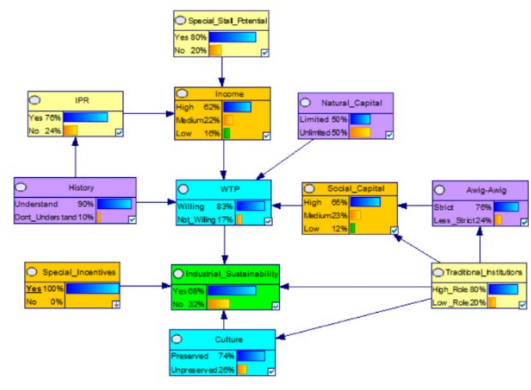 Special_Stall_Potential
Yes 80%
No 20%
IPR
Yes 76%
No 24%
Income
High 62%
Medium 22%
Low 16%
Natural_Capital
Limited 50%
Unlimited 50%
History
Understand 90%
Dont_Understand 10%
WTP
Willing 83%
Not_Willing 17%
Social_Capital
High 65%
Medium 23%
Low 12%
Awig-Awig
Strict 76%
Less_Strict 24%
Special_Incentives
Yes 100%
No 0%
Industrial_Sustainability
Yes 68%
No 32%
Traditional_Institutions
High_Role 80%
Low_Role 20%
Culture
Preserved 74%
Unpreserved 26%